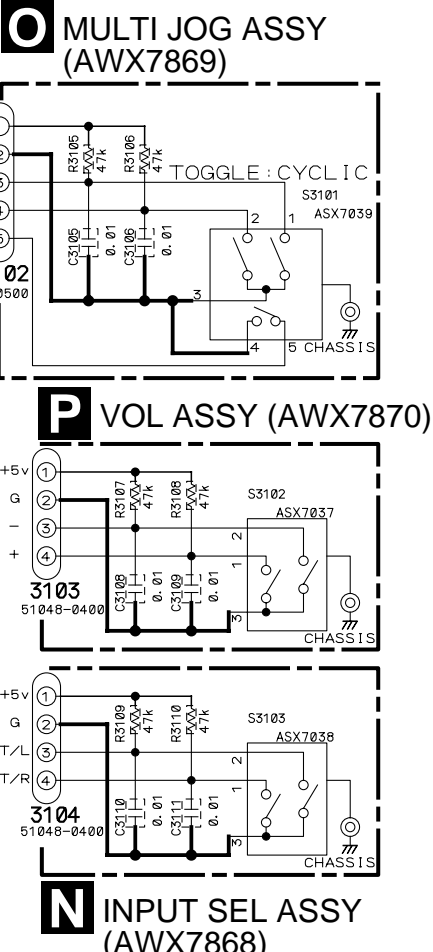 O MULTI JOG ASSY
(AWX7869)
R3105
47k
R3106
47k
TOGGLE:CYCLIC
S3101
ASX7039
2
1
C3105
0.01
C3106
0.01
3
02
0500
4
5
CHASSIS
P VOL ASSY (AWX7870)
+5v 1
G 2
- 3
+ 4
R3107
47k
R3108
47k
S3102
ASX7037
2
1
3
3103
51048-0400
C3108
0.01
C3109
0.01
CHASSIS
+5v 1
G 2
T/L 3
T/R 4
R3109
47k
R3110
47k
S3103
ASX7038
2
1
3
3104
51048-0400
C3110
0.01
C3111
0.01
CHASSIS
N INPUT SEL ASSY
(AWX7868)